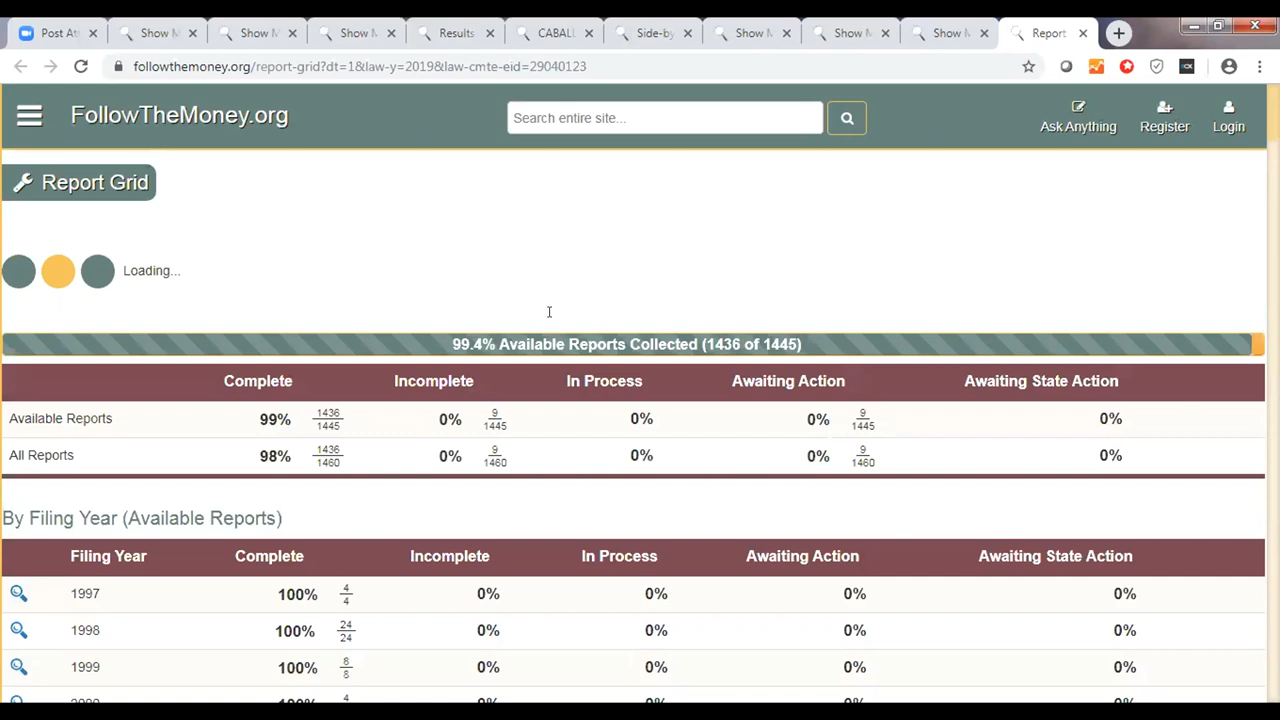 Post At Show M Show M Show M Results CABALL Side-by Show M Show M Show M Report
followthemoney.org/report-grid?dt=1&law-y=2019&law-cmte-eid=29040123
FollowTheMoney.org Search entire site... Ask Anything Register Login
Report Grid
Loading...
99.4% Available Reports Collected (1436 of 1445)
Complete Incomplete In Process Awaiting Action Awaiting State Action
Available Reports 99% 1436/1445 0% 9/1445 0% 0% 9/1445 0%
All Reports 98% 1436/1460 0% 9/1460 0% 0% 9/1460 0%
By Filing Year (Available Reports)
Filing Year Complete Incomplete In Process Awaiting Action Awaiting State Action
1997 100% 4/4 0% 0% 0% 0%
1998 100% 24/24 0% 0% 0% 0%
1999 100% 8/8 0% 0% 0% 0%